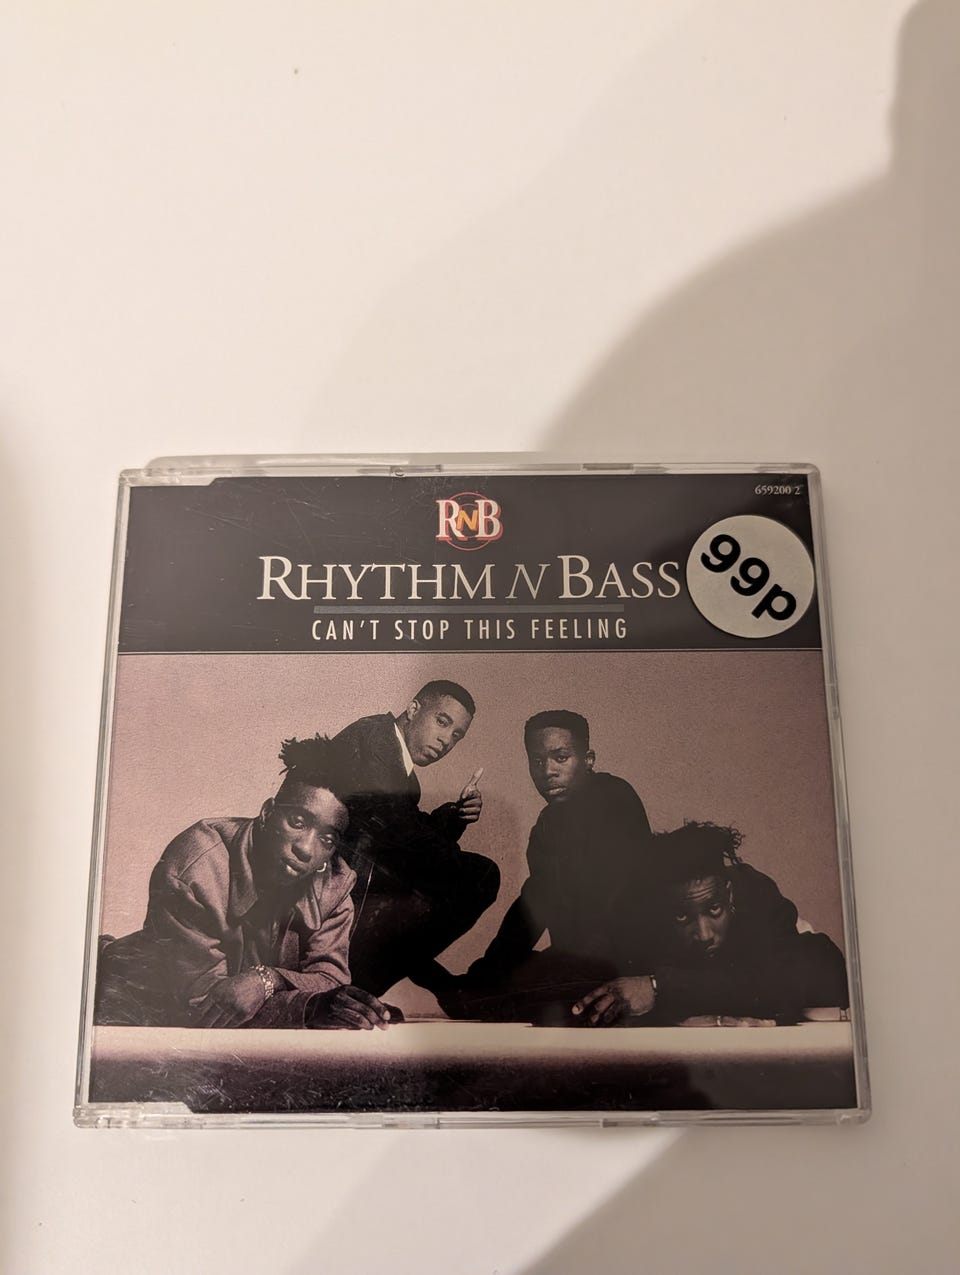 659200 2
RNB
RHYTHM N BASS
99p
CAN'T STOP THIS FEELING